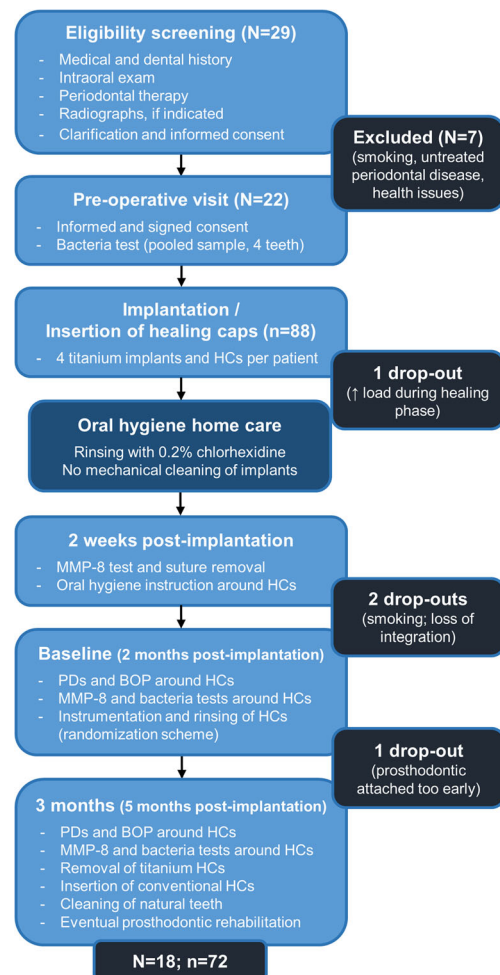 Eligibility screening (N=29)
- Medical and dental history
- Intraoral exam
- Periodontal therapy
- Radiographs, if indicated
- Clarification and informed consent
Excluded (N=7)
(smoking, untreated
periodontal disease,
health issues)
Pre-operative visit (N=22)
- Informed and signed consent
- Bacteria test (pooled sample, 4 teeth)
Implantation /
Insertion of healing caps (n=88)
- 4 titanium implants and HCs per patient
1 drop-out
(↑ load during healing
phase)
Oral hygiene home care
Rinsing with 0.2% chlorhexidine
No mechanical cleaning of implants
2 weeks post-implantation
- MMP-8 test and suture removal
- Oral hygiene instruction around HCs
2 drop-outs
(smoking; loss of
integration)
Baseline (2 months post-implantation)
- PDs and BOP around HCs
- MMP-8 and bacteria tests around HCs
- Instrumentation and rinsing of HCs
(randomization scheme)
1 drop-out
(prosthodontic
attached too early)
3 months (5 months post-implantation)
- PDs and BOP around HCs
- MMP-8 and bacteria tests around HCs
- Removal of titanium HCs
- Insertion of conventional HCs
- Cleaning of natural teeth
- Eventual prosthodontic rehabilitation
N=18; n=72